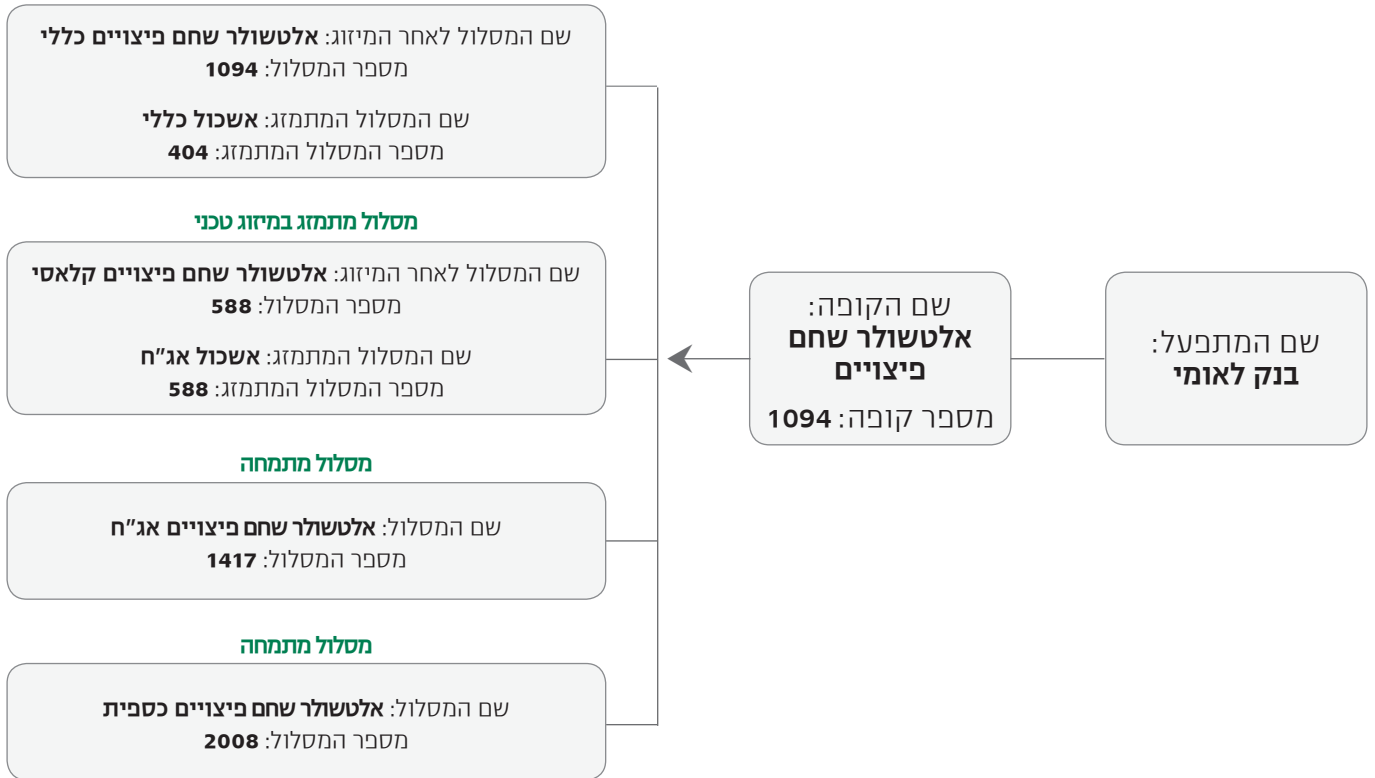 שם המתפעל:
בנק לאומי
שם הקופה:
אלטשולר שחם
פיצויים
מספר קופה: 1094
שם המסלול לאחר המיזוג: אלטשולר שחם פיצויים כללי
מספר המסלול: 1094
שם המסלול המתמזג: אשכול כללי
מספר המסלול המתמזג: 404
מסלול מתמזג במיזוג טכני
שם המסלול לאחר המיזוג: אלטשולר שחם פיצויים קלאסי
מספר המסלול: 588
שם המסלול המתמזג: אשכול אג"ח
מספר המסלול המתמזג: 588
מסלול מתמחה
שם המסלול: אלטשולר שחם פיצויים אג"ח
מספר המסלול: 1417
מסלול מתמחה
שם המסלול: אלטשולר שחם פיצויים כספית
מספר המסלול: 2008